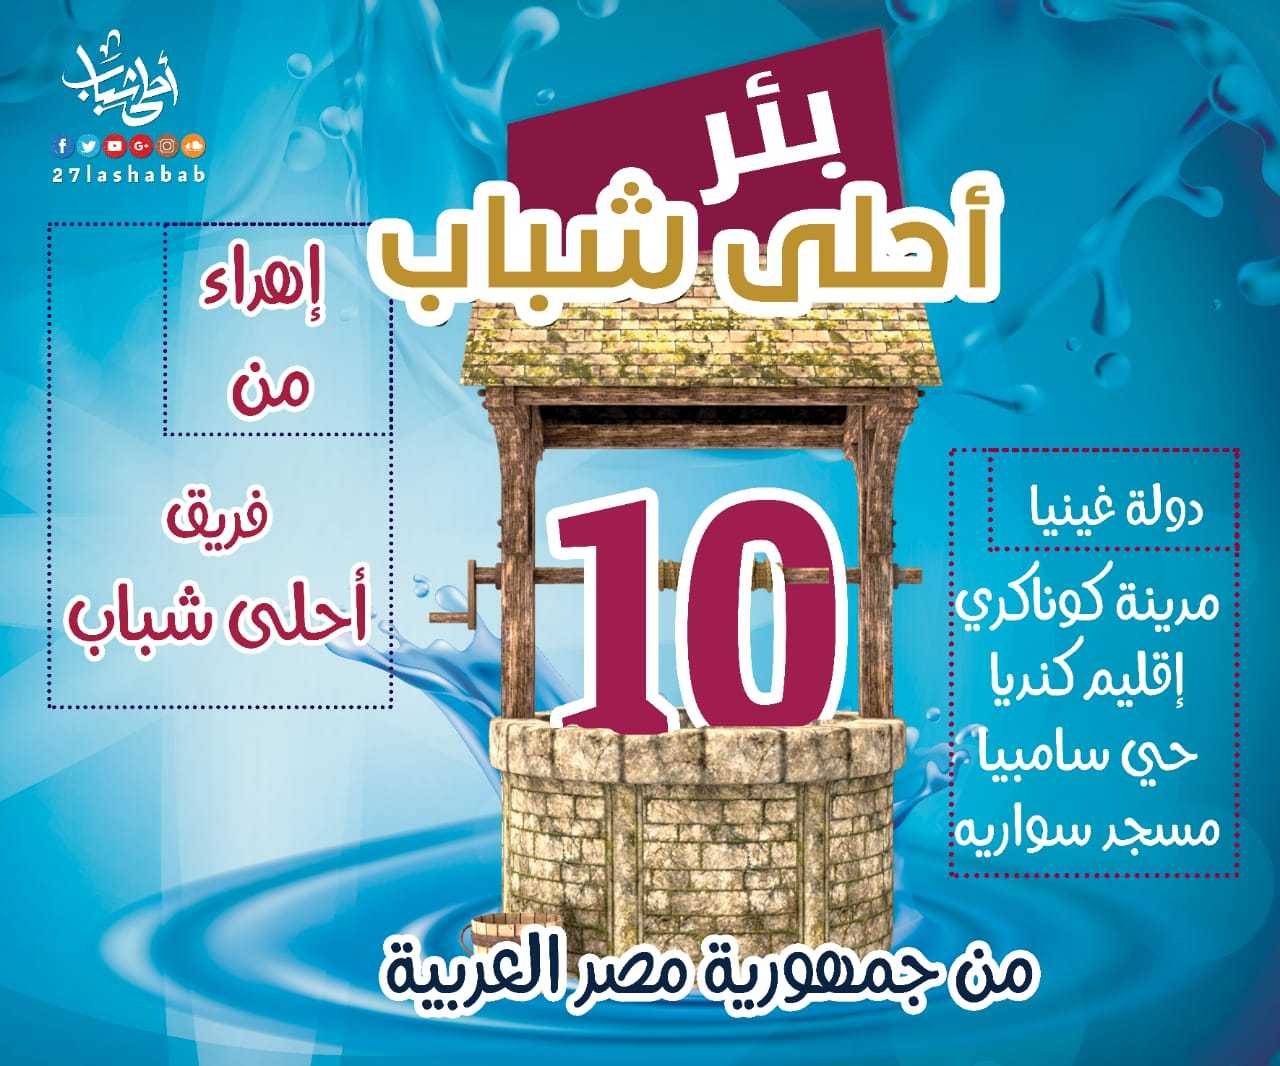 أحلى شباب
27lashabab
بئر
أحلى شباب
10
إهداء
من
فريق
أحلى شباب
دولة غينيا
مدينة كوناكري
إقليم كنديا
حي سامبيا
مسجد سواريه
من جمهورية مصر العربية